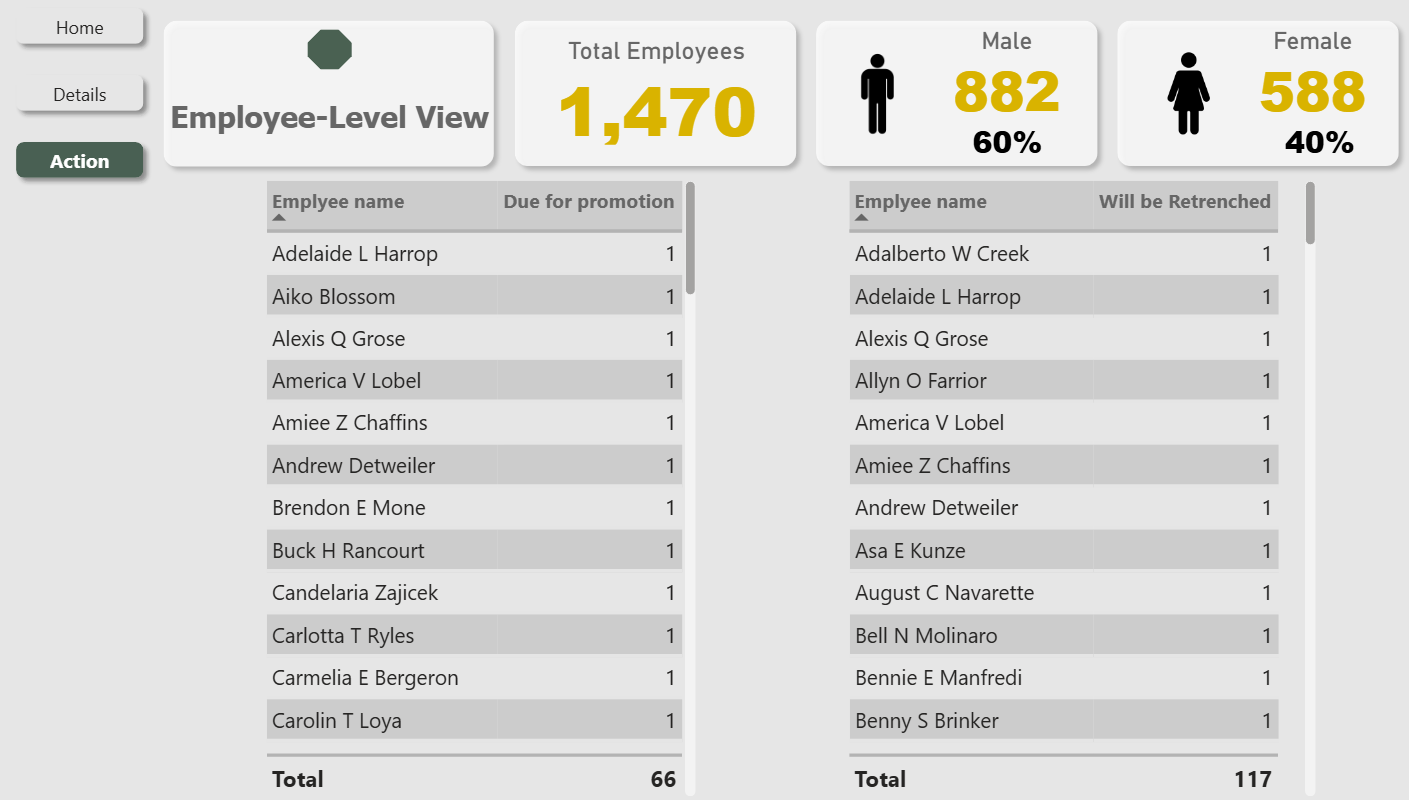 Home
Details
Action
Employee-Level View
Total Employees
1,470
Male
882
60%
Female
588
40%
Emplyee name Due for promotion
Adelaide L Harrop 1
Aiko Blossom 1
Alexis Q Grose 1
America V Lobel 1
Amiee Z Chaffins 1
Andrew Detweiler 1
Brendon E Mone 1
Buck H Rancourt 1
Candelaria Zajicek 1
Carlotta T Ryles 1
Carmelia E Bergeron 1
Carolin T Loya 1
Total 66
Emplyee name Will be Retrenched
Adalberto W Creek 1
Adelaide L Harrop 1
Alexis Q Grose 1
Allyn O Farrior 1
America V Lobel 1
Amiee Z Chaffins 1
Andrew Detweiler 1
Asa E Kunze 1
August C Navarette 1
Bell N Molinaro 1
Bennie E Manfredi 1
Benny S Brinker 1
Total 117